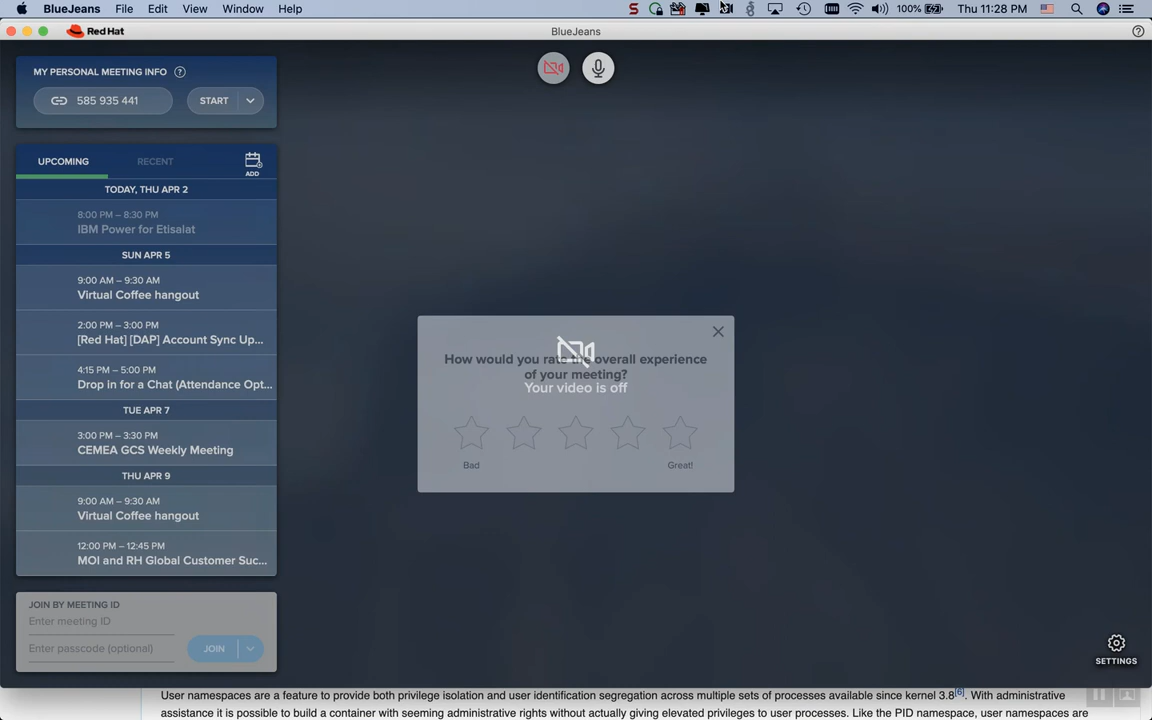 BlueJeans File Edit Window Help
100% Thu 11:28 PM
Red Hat
BlueJeans
MY PERSONAL MEETING INFO ?
585 935 441
START
UPCOMING
RECENT
ADD
TODAY, THU APR 2
8:00 PM – 8:30 PM
IBM Power for Etisalat
SUN APR 5
9:00 AM – 9:30 AM
Virtual Coffee hangout
2:00 PM – 3:00 PM
[Red Hat] [DAP] Account Sync Up...
4:15 PM – 5:00 PM
Drop in for a Chat (Attendance Opt...
TUE APR 7
3:00 PM – 3:30 PM
CEMEA GCS Weekly Meeting
THU APR 9
9:00 AM – 9:30 AM
Virtual Coffee hangout
12:00 PM – 12:45 PM
MOI and RH Global Customer Suc...
JOIN BY MEETING ID
Enter meeting ID
Enter passcode (optional)
JOIN
How would you rate the overall experience
of your meeting?
Your video is off
Bad
Great!
SETTINGS
User namespaces are a feature to provide both privilege isolation and user identification segregation across multiple sets of processes available since kernel 3.8[6]. With administrative
assistance it is possible to build a container with seeming administrative rights without actually giving elevated privileges to user processes. Like the PID namespace, user namespaces are